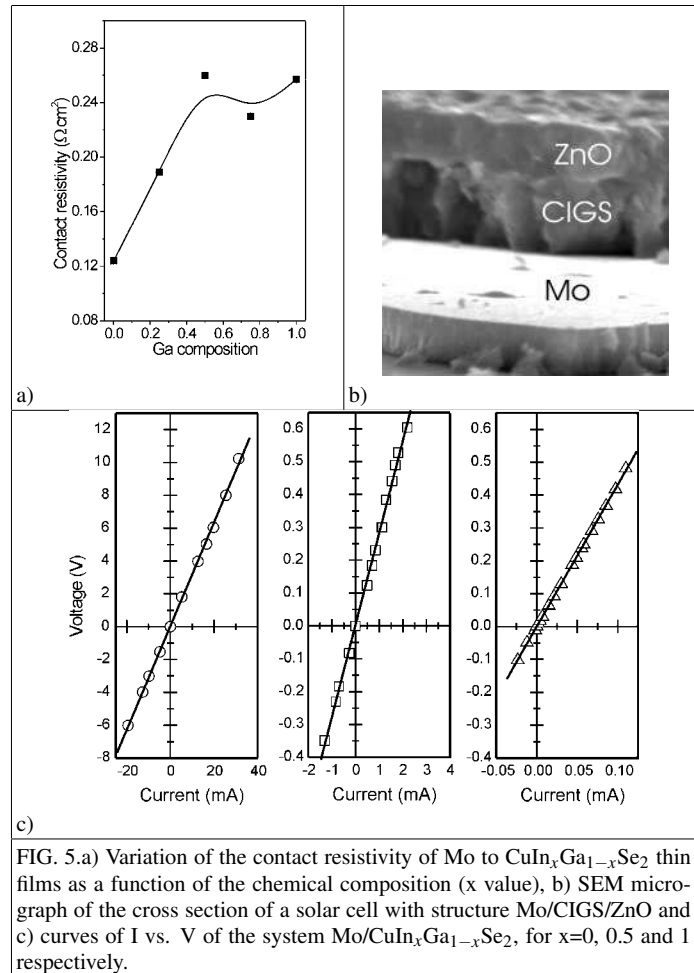 0.28
0.24
0.20
0.16
0.12
0.08
Contact resistivity (Ω cm²)
0.0 0.2 0.4 0.6 0.8 1.0
Ga composition
a)
ZnO
CIGS
Mo
b)
12
10
8
6
4
2
0
-2
-4
-6
-8
Voltage (V)
-20 0 20 40
Current (mA)
0.6
0.5
0.4
0.3
0.2
0.1
0.0
-0.1
-0.2
-0.3
-0.4
-2 -1 0 1 2 3 4
Current (mA)
0.6
0.5
0.4
0.3
0.2
0.1
0.0
-0.1
-0.2
-0.3
-0.4
-0.05 0.00 0.05 0.10
Current (mA)
c)
FIG. 5.a) Variation of the contact resistivity of Mo to CuInₓGa₁₋ₓSe₂ thin
films as a function of the chemical composition (x value), b) SEM micro-
graph of the cross section of a solar cell with structure Mo/CIGS/ZnO and
c) curves of I vs. V of the system Mo/CuInₓGa₁₋ₓSe₂, for x=0, 0.5 and 1
respectively.